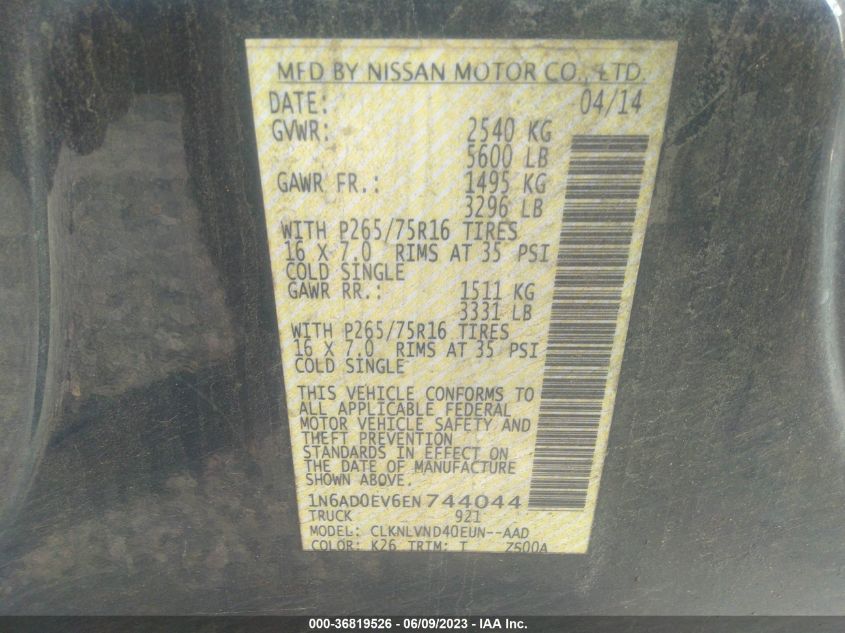 MFD BY NISSAN MOTOR CO., LTD.
DATE: 04/14
GVWR: 2540 KG
5600 LB
GAWR FR.: 1495 KG
3296 LB
WITH P265/75R16 TIRES
16 X 7.0 RIMS AT 35 PSI
COLD SINGLE
GAWR RR.: 1511 KG
3331 LB
WITH P265/75R16 TIRES
16 X 7.0 RIMS AT 35 PSI
COLD SINGLE
THIS VEHICLE CONFORMS TO
ALL APPLICABLE FEDERAL
MOTOR VEHICLE SAFETY AND
THEFT PREVENTION
STANDARDS IN EFFECT ON
THE DATE OF MANUFACTURE
SHOWN ABOVE.
1N6AD0EV6EN744044
TRUCK 921
MODEL: CLKNLVND40EUN--AAD
COLOR: K26 TRIM: T ZS00A
000-36819526 - 06/09/2023 - IAA Inc.